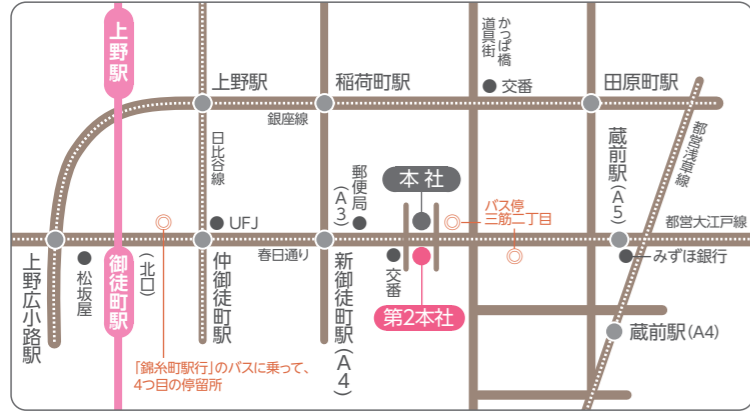 上野駅
上野駅
銀座線
稲荷町駅
かっぱ橋
道具街
交番
田原町駅
都営浅草線
日比谷線
郵便局
(A3)
本社
バス停
三筋二丁目
蔵前駅(A5)
都営大江戸線
UFJ
春日通り
みずほ銀行
上野広小路駅
松坂屋
御徒町駅
(北口)
仲御徒町駅
新御徒町駅(A4)
交番
第2本社
蔵前駅(A4)
「錦糸町駅行」のバスに乗って、
4つ目の停留所